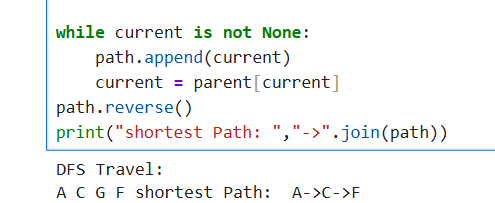 while current is not None:
    path.append(current)
    current = parent[current]
path.reverse()
print("shortest Path: ","->".join(path))
DFS Travel:
A C G F shortest Path:  A->C->F